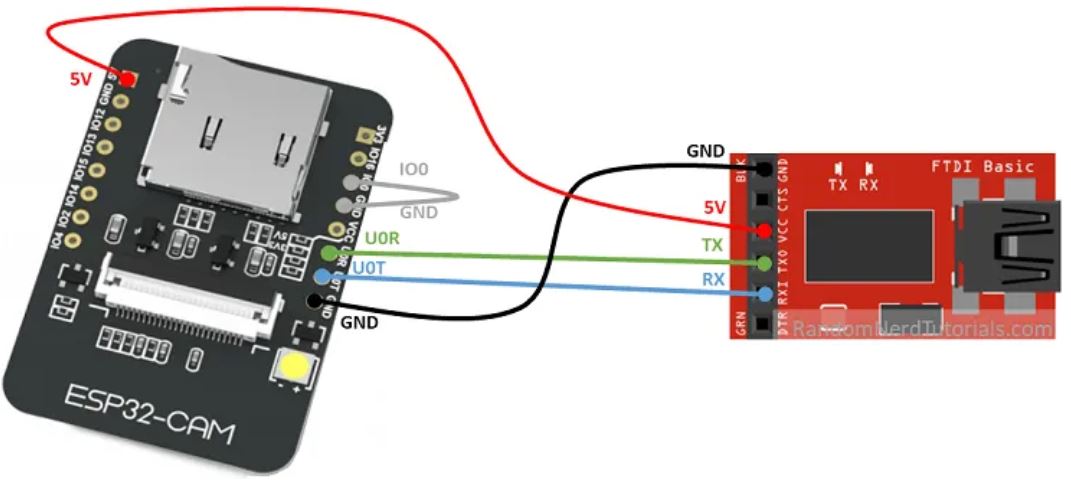 5V
5V
GND
IO12
IO13
IO15
IO14
IO2
IO4
3V3
IO16
IO0
GND
VCC
U0R
U0T
GND
IO0
GND
5V
3V3
U0R
U0T
GND
- +
ESP32-CAM
GND
5V
TX
RX
BLK
GRN
GND
CTS
VCC
TXO
RXI
DTR
TX RX
FTDI Basic
RandomNerdTutorials.com